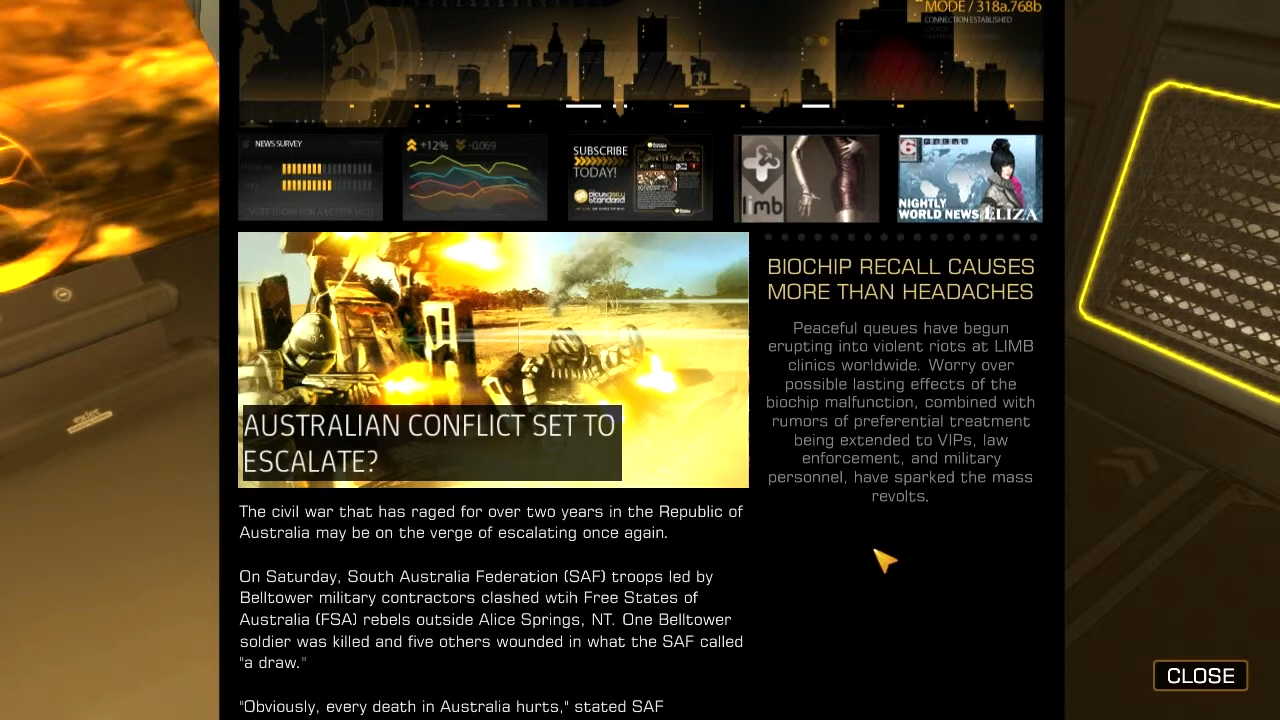 MODE / 318a.768b
CONNECTION ESTABLISHED
NEWS SURVEY
+12%
-0.069
SUBSCRIBE
TODAY!
picusdaily
standard
limb
6
PICUS
NIGHTLY
WORLD NEWS
ELIZA
AUSTRALIAN CONFLICT SET TO
ESCALATE?
The civil war that has raged for over two years in the Republic of
Australia may be on the verge of escalating once again.
On Saturday, South Australia Federation (SAF) troops led by
Belltower military contractors clashed wtih Free States of
Australia (FSA) rebels outside Alice Springs, NT. One Belltower
soldier was killed and five others wounded in what the SAF called
"a draw."
"Obviously, every death in Australia hurts," stated SAF
BIOCHIP RECALL CAUSES
MORE THAN HEADACHES
Peaceful queues have begun
erupting into violent riots at LIMB
clinics worldwide. Worry over
possible lasting effects of the
biochip malfunction, combined with
rumors of preferential treatment
being extended to VIPs, law
enforcement, and military
personnel, have sparked the mass
revolts.
CLOSE